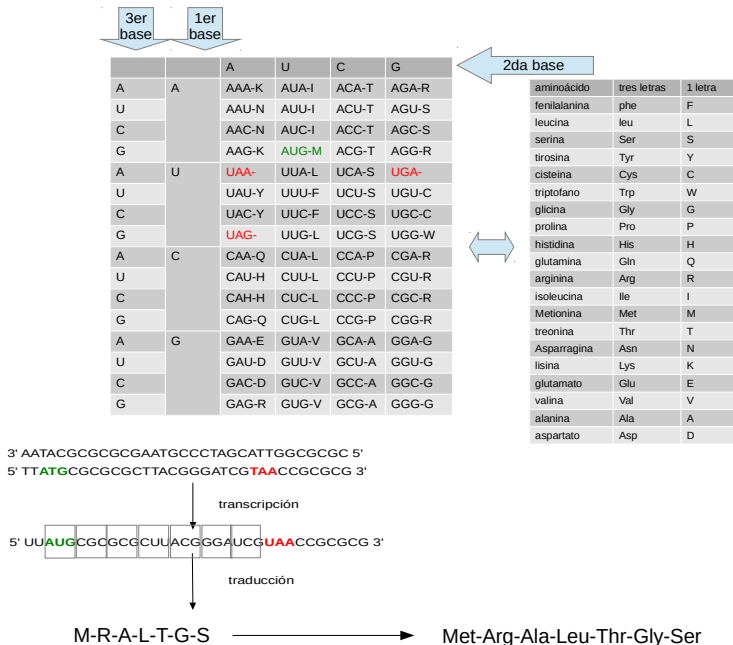 3er base 1er base
2da base
A U C G
A A AAA-K AUA-I ACA-T AGA-R
U AAU-N AUU-I ACU-T AGU-S
C AAC-N AUC-I ACC-T AGC-S
G AAG-K AUG-M ACG-T AGG-R
A U UAA- UUA-L UCA-S UGA-
U UAU-Y UUU-F UCU-S UGU-C
C UAC-Y UUC-F UCC-S UGC-C
G UAG- UUG-L UCG-S UGG-W
A C CAA-Q CUA-L CCA-P CGA-R
U CAU-H CUU-L CCU-P CGU-R
C CAH-H CUC-L CCC-P CGC-R
G CAG-Q CUG-L CCG-P CGG-R
A G GAA-E GUA-V GCA-A GGA-G
U GAU-D GUU-V GCU-A GGU-G
C GAC-D GUC-V GCC-A GGC-G
G GAG-R GUG-V GCG-A GGG-G
aminoácido tres letras 1 letra
fenilalanina phe F
leucina leu L
serina Ser S
tirosina Tyr Y
cisteina Cys C
triptofano Trp W
glicina Gly G
prolina Pro P
histidina His H
glutamina Gln Q
arginina Arg R
isoleucina Ile I
Metionina Met M
treonina Thr T
Asparragina Asn N
lisina Lys K
glutamato Glu E
valina Val V
alanina Ala A
aspartato Asp D
3' AATACGCGCGCGAATGCCCTAGCATTGGCGCGC 5'
5' TTATGCGCGCGCTTACGGGATCGTAACCGCGCG 3'
transcripción
5' UUAUGCGCGCGCUUACGGGAUCGUAACCGCGCG 3'
traducción
M-R-A-L-T-G-S Met-Arg-Ala-Leu-Thr-Gly-Ser